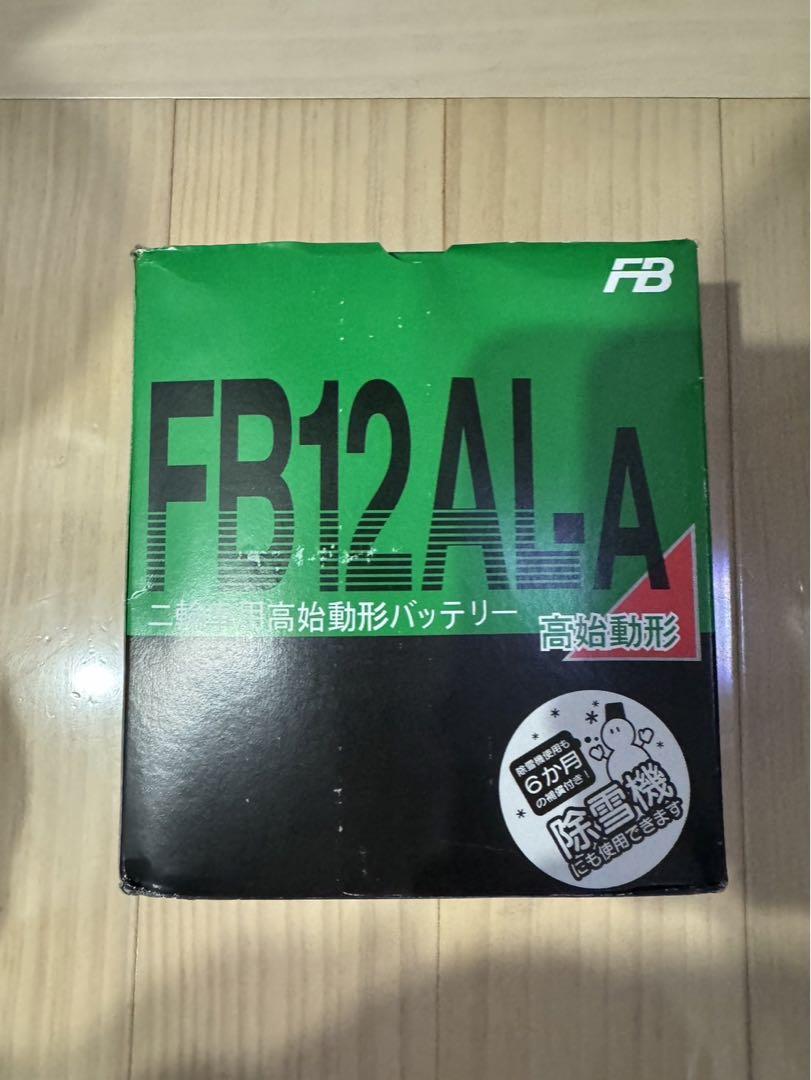 FB
FB12AL-A
二輪車用高始動形バッテリー
高始動形
除雪機使用も
6か月
の補償付き!
除雪機
にも使用できます